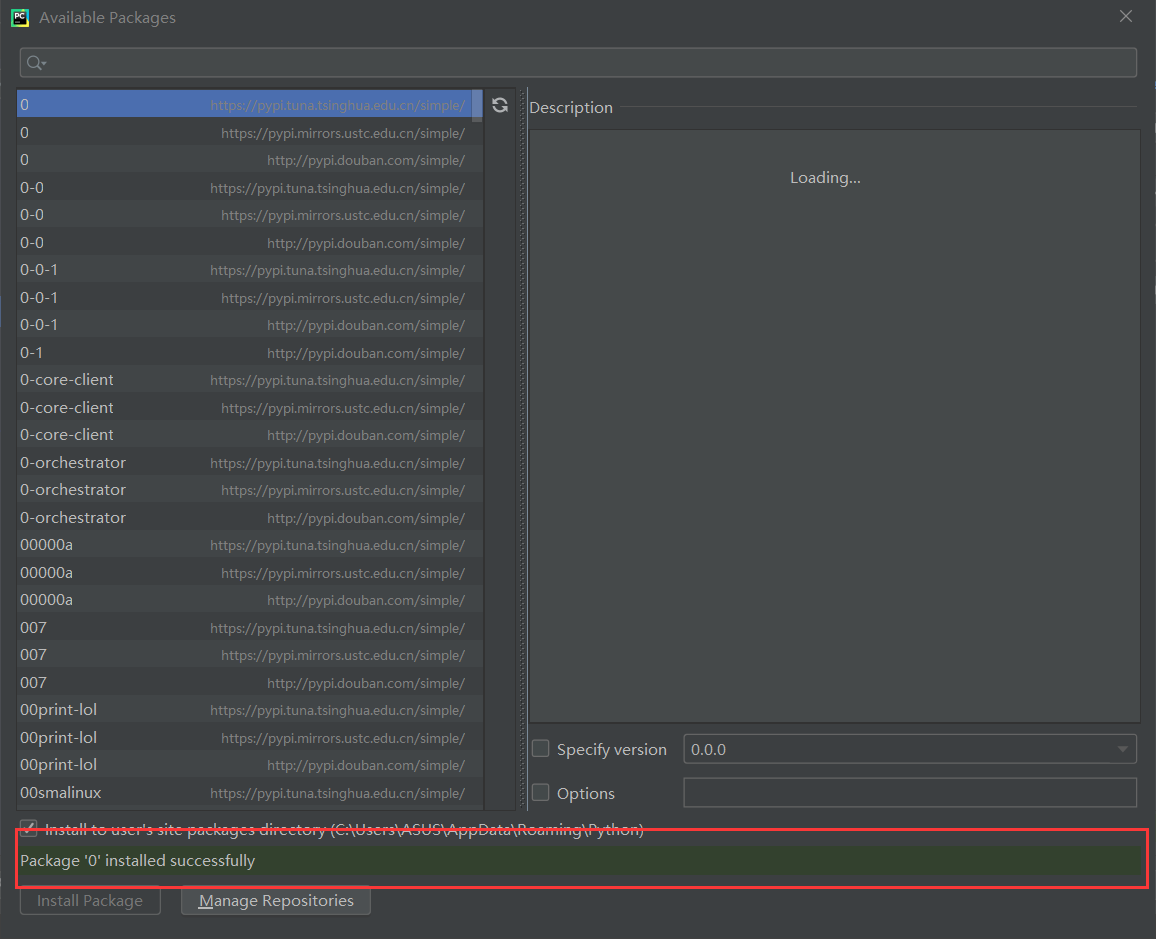 PC Available Packages
0 https://pypi.tuna.tsinghua.edu.cn/simple/
0 https://pypi.mirrors.ustc.edu.cn/simple/
0 http://pypi.douban.com/simple/
0-0 https://pypi.tuna.tsinghua.edu.cn/simple/
0-0 https://pypi.mirrors.ustc.edu.cn/simple/
0-0 http://pypi.douban.com/simple/
0-0-1 https://pypi.tuna.tsinghua.edu.cn/simple/
0-0-1 https://pypi.mirrors.ustc.edu.cn/simple/
0-0-1 http://pypi.douban.com/simple/
0-1 http://pypi.douban.com/simple/
0-core-client https://pypi.tuna.tsinghua.edu.cn/simple/
0-core-client https://pypi.mirrors.ustc.edu.cn/simple/
0-core-client http://pypi.douban.com/simple/
0-orchestrator https://pypi.tuna.tsinghua.edu.cn/simple/
0-orchestrator https://pypi.mirrors.ustc.edu.cn/simple/
0-orchestrator http://pypi.douban.com/simple/
00000a https://pypi.tuna.tsinghua.edu.cn/simple/
00000a https://pypi.mirrors.ustc.edu.cn/simple/
00000a http://pypi.douban.com/simple/
007 https://pypi.tuna.tsinghua.edu.cn/simple/
007 https://pypi.mirrors.ustc.edu.cn/simple/
007 http://pypi.douban.com/simple/
00print-lol https://pypi.tuna.tsinghua.edu.cn/simple/
00print-lol https://pypi.mirrors.ustc.edu.cn/simple/
00print-lol http://pypi.douban.com/simple/
00smalinux https://pypi.tuna.tsinghua.edu.cn/simple/
Description
Loading...
Specify version 0.0.0
Options
Install to user's site packages directory (C:\Users\ASUS\AppData\Roaming\Python)
Package '0' installed successfully
Install Package Manage Repositories